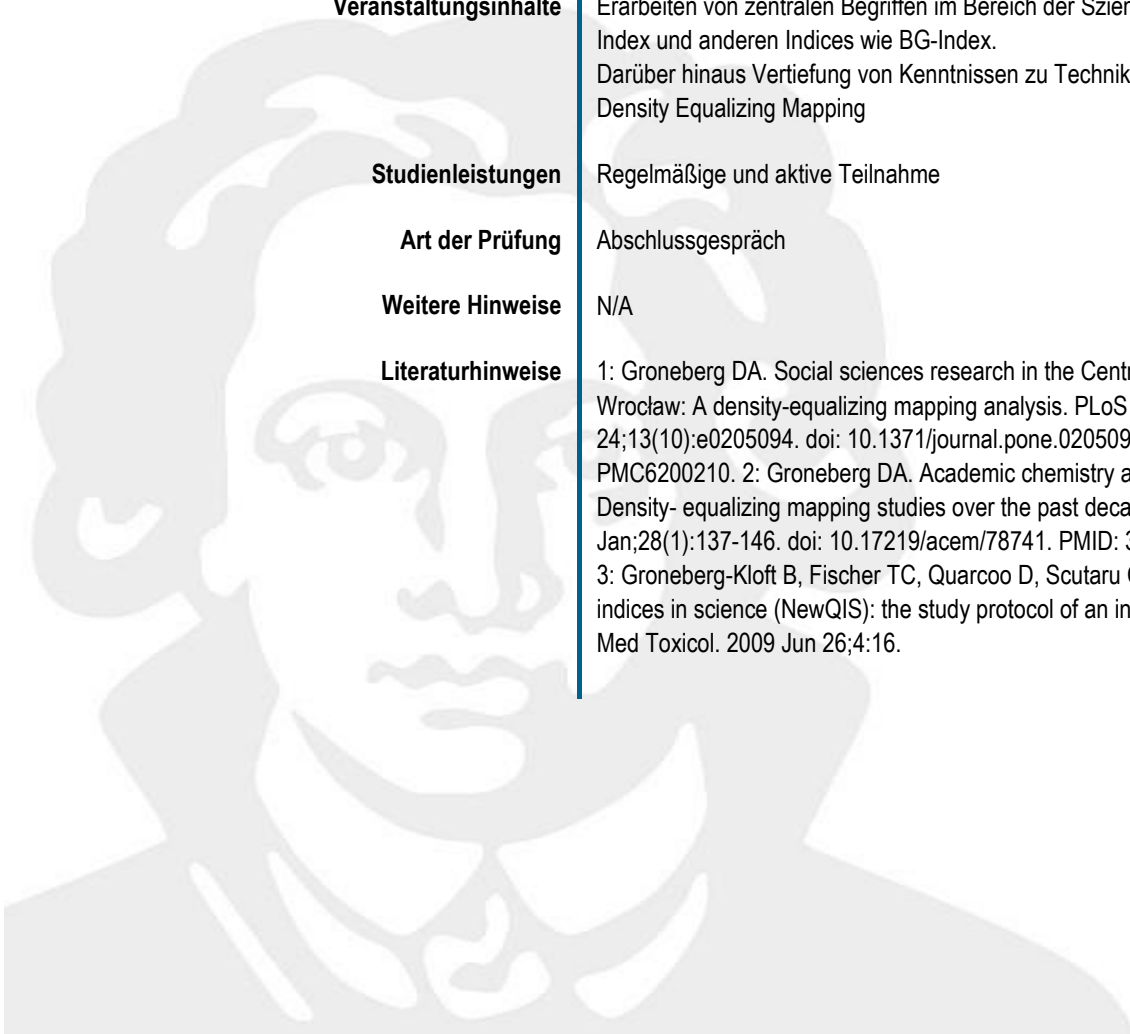 Veranstaltungsinhalte
Erarbeiten von zentralen Begriffen im Bereich der
Index und anderen Indices wie BG-Index.
Darüber hinaus Vertiefung von Kenntnissen zu Technik
Density Equalizing Mapping
Studienleistungen
Regelmäßige und aktive Teilnahme
Art der Prüfung
Abschlussgespräch
Weitere Hinweise
N/A
Literaturhinweise
1: Groneberg DA. Social sciences research in the Centr
Wrocław: A density-equalizing mapping analysis. PLoS
24;13(10):e0205094. doi: 10.1371/journal.pone.020509
PMC6200210. 2: Groneberg DA. Academic chemistry a
Density- equalizing mapping studies over the past deca
Jan;28(1):137-146. doi: 10.17219/acem/78741. PMID: 3
3: Groneberg-Kloft B, Fischer TC, Quarcoo D, Scutaru C
indices in science (NewQIS): the study protocol of an in
Med Toxicol. 2009 Jun 26;4:16.